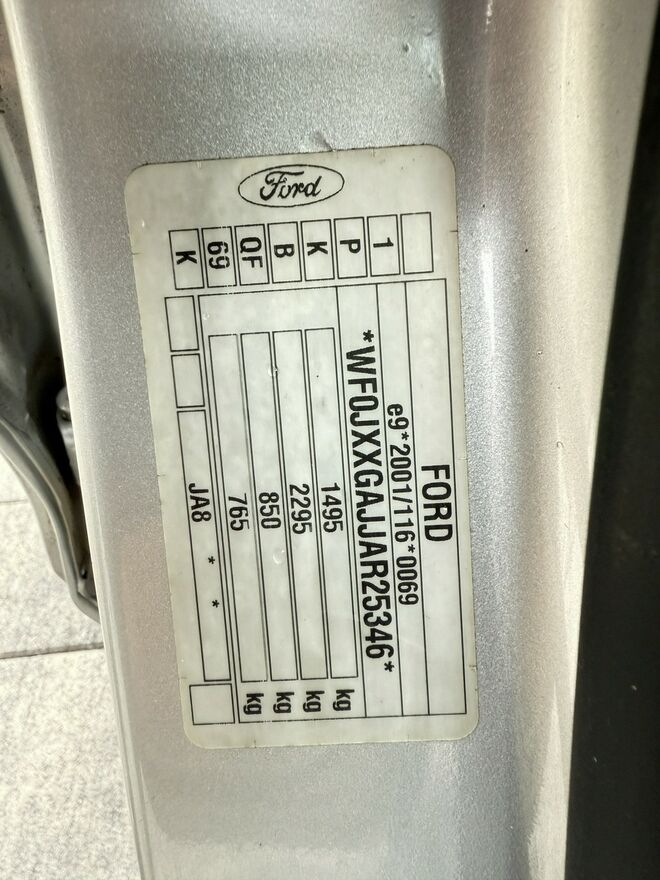 Ford
FORD
e9*2001/116*0069
*WF0JXXGAJJAR25346*
1495 kg
2295 kg
850 kg
765 kg
JA8 * *
1
P
K
B
QF
69
K